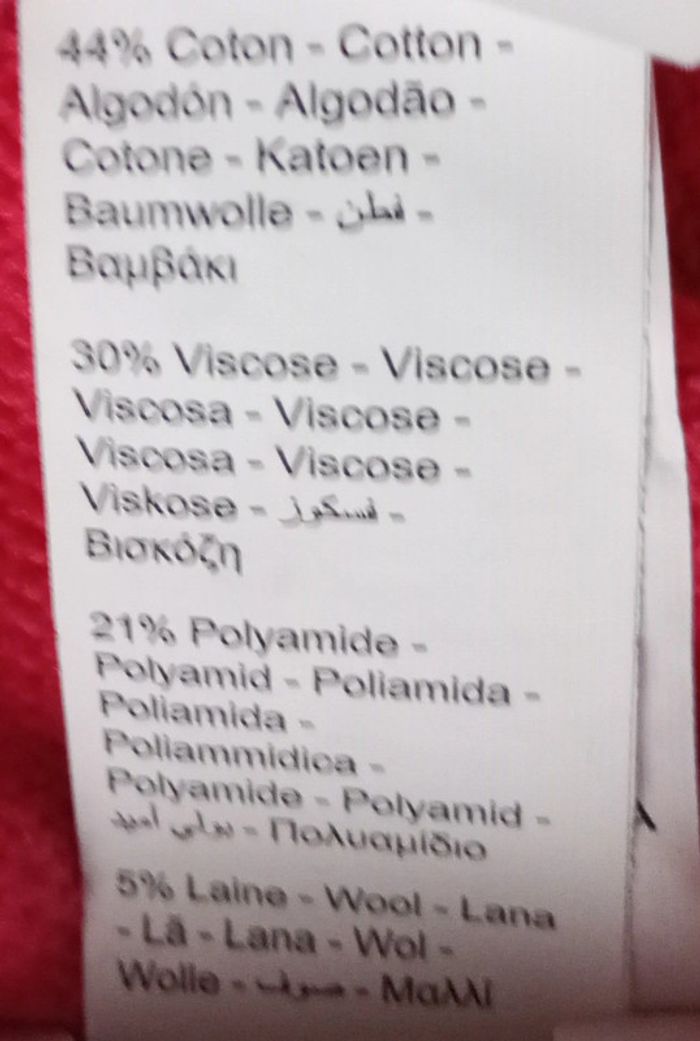 44% Coton - Cotton -
Algodón - Algodão -
Cotone - Katoen -
Baumwolle - قطن -
Βαμβάκι
30% Viscose - Viscose -
Viscosa - Viscose -
Viscosa - Viscose -
Viskose - فسكوز -
Βισκόζη
21% Polyamide -
Polyamid - Poliamida -
Poliamida -
Poliammidica -
Polyamide - Polyamid -
بولي أميد - Πολυαμίδιο
5% Laine - Wool - Lana
- Lã - Lana - Wol -
Wolle - صوف - Μαλλί